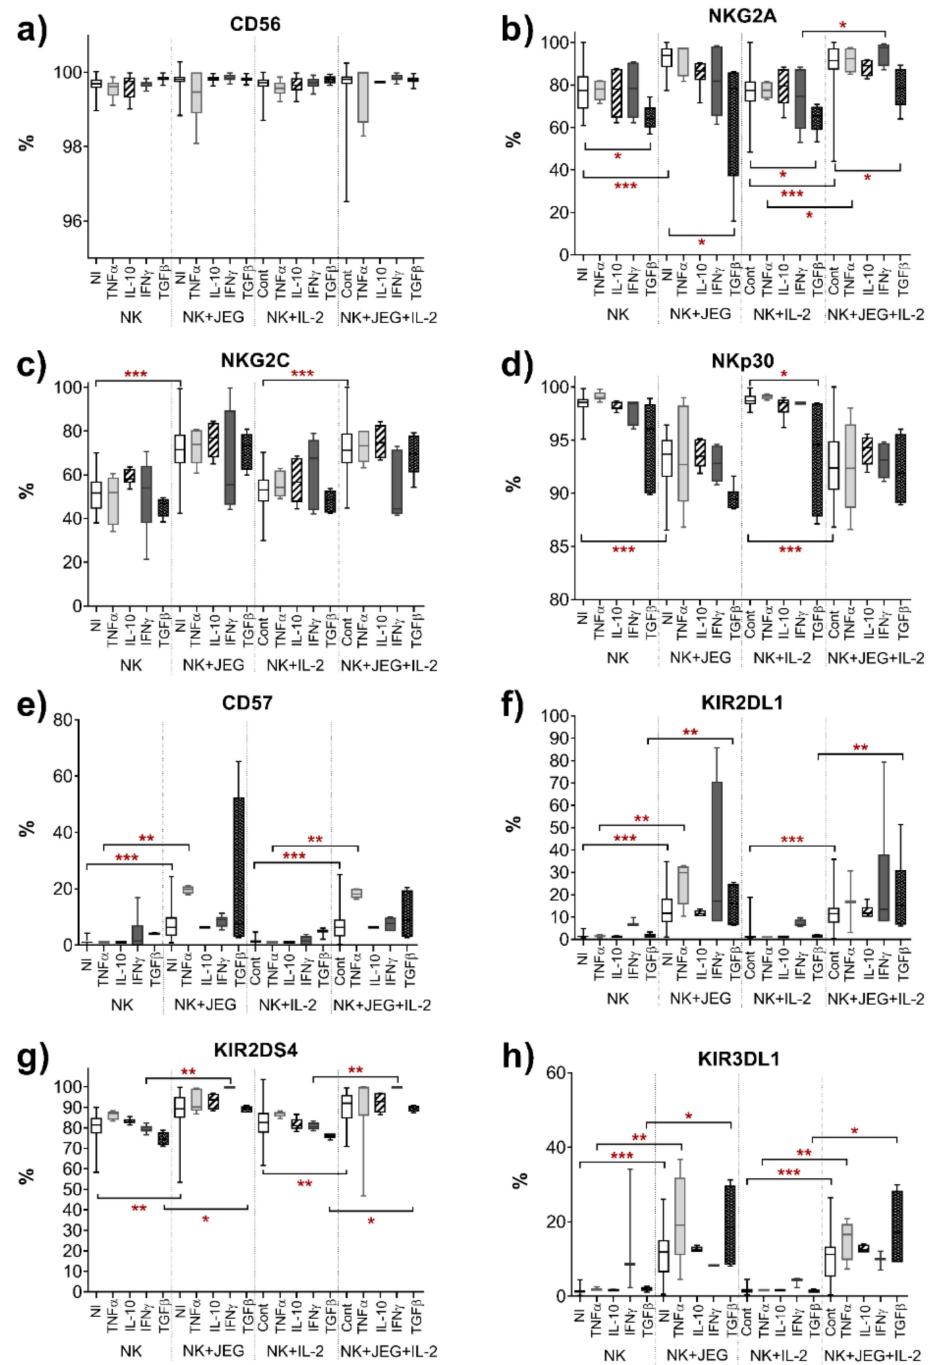 a) CD56
100
98
96
%
NI TNFα IL-10 IFNγ TGFβ NI TNFα IL-10 IFNγ TGFβ Cont TNFα IL-10 IFNγ TGFβ Cont TNFα IL-10 IFNγ TGFβ
NK NK+JEG NK+IL-2 NK+JEG+IL-2
b) NKG2A
*
100
80
60
40
20
0
%
* *** * * *** * *
NI TNFα IL-10 IFNγ TGFβ NI TNFα IL-10 IFNγ TGFβ Cont TNFα IL-10 IFNγ TGFβ Cont TNFα IL-10 IFNγ TGFβ
NK NK+JEG NK+IL-2 NK+JEG+IL-2
c) NKG2C
*** ***
100
80
60
40
20
0
%
NI TNFα IL-10 IFNγ TGFβ NI TNFα IL-10 IFNγ TGFβ Cont TNFα IL-10 IFNγ TGFβ Cont TNFα IL-10 IFNγ TGFβ
NK NK+JEG NK+IL-2 NK+JEG+IL-2
d) NKp30
*
100
95
90
85
80
%
*** ***
NI TNFα IL-10 IFNγ TGFβ NI TNFα IL-10 IFNγ TGFβ Cont TNFα IL-10 IFNγ TGFβ Cont TNFα IL-10 IFNγ TGFβ
NK NK+JEG NK+IL-2 NK+JEG+IL-2
e) CD57
80
60
40
20
0
%
** ** *** ***
NI TNFα IL-10 IFNγ TGFβ NI TNFα IL-10 IFNγ TGFβ Cont TNFα IL-10 IFNγ TGFβ Cont TNFα IL-10 IFNγ TGFβ
NK NK+JEG NK+IL-2 NK+JEG+IL-2
f) KIR2DL1
100
90
80
70
60
50
40
30
20
10
0
%
** ** ** *** ***
NI TNFα IL-10 IFNγ TGFβ NI TNFα IL-10 IFNγ TGFβ Cont TNFα IL-10 IFNγ TGFβ Cont TNFα IL-10 IFNγ TGFβ
NK NK+JEG NK+IL-2 NK+JEG+IL-2
g) KIR2DS4
** **
100
90
80
70
60
50
40
30
20
10
0
%
** * ** *
NI TNFα IL-10 IFNγ TGFβ NI TNFα IL-10 IFNγ TGFβ Cont TNFα IL-10 IFNγ TGFβ Cont TNFα IL-10 IFNγ TGFβ
NK NK+JEG NK+IL-2 NK+JEG+IL-2
h) KIR3DL1
60
40
20
0
%
* ** *** * ** ***
NI TNFα IL-10 IFNγ TGFβ NI TNFα IL-10 IFNγ TGFβ Cont TNFα IL-10 IFNγ TGFβ Cont TNFα IL-10 IFNγ TGFβ
NK NK+JEG NK+IL-2 NK+JEG+IL-2